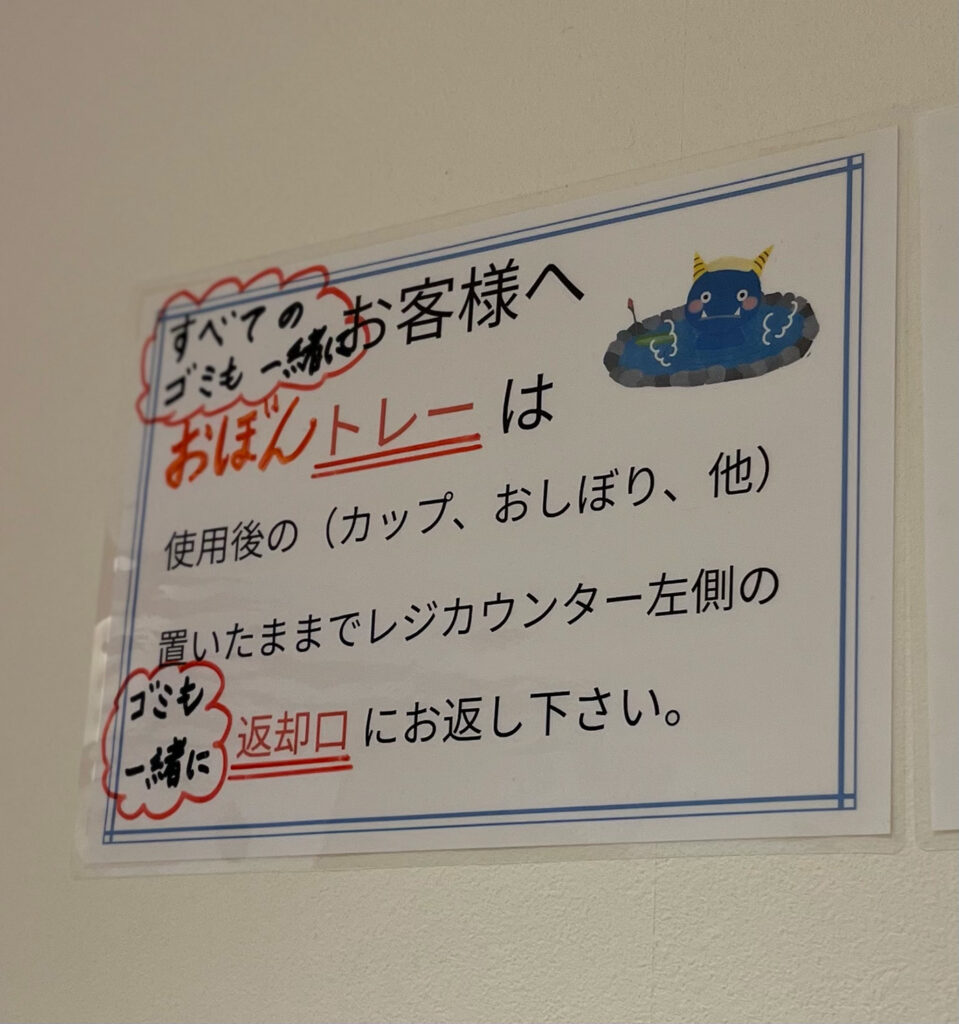 すべての
ゴミも一緒に
お客様へ
おぼんトレーは
使用後の（カップ、おしぼり、他）
置いたままでレジカウンター左側の
ゴミも
一緒に
返却口にお返し下さい。